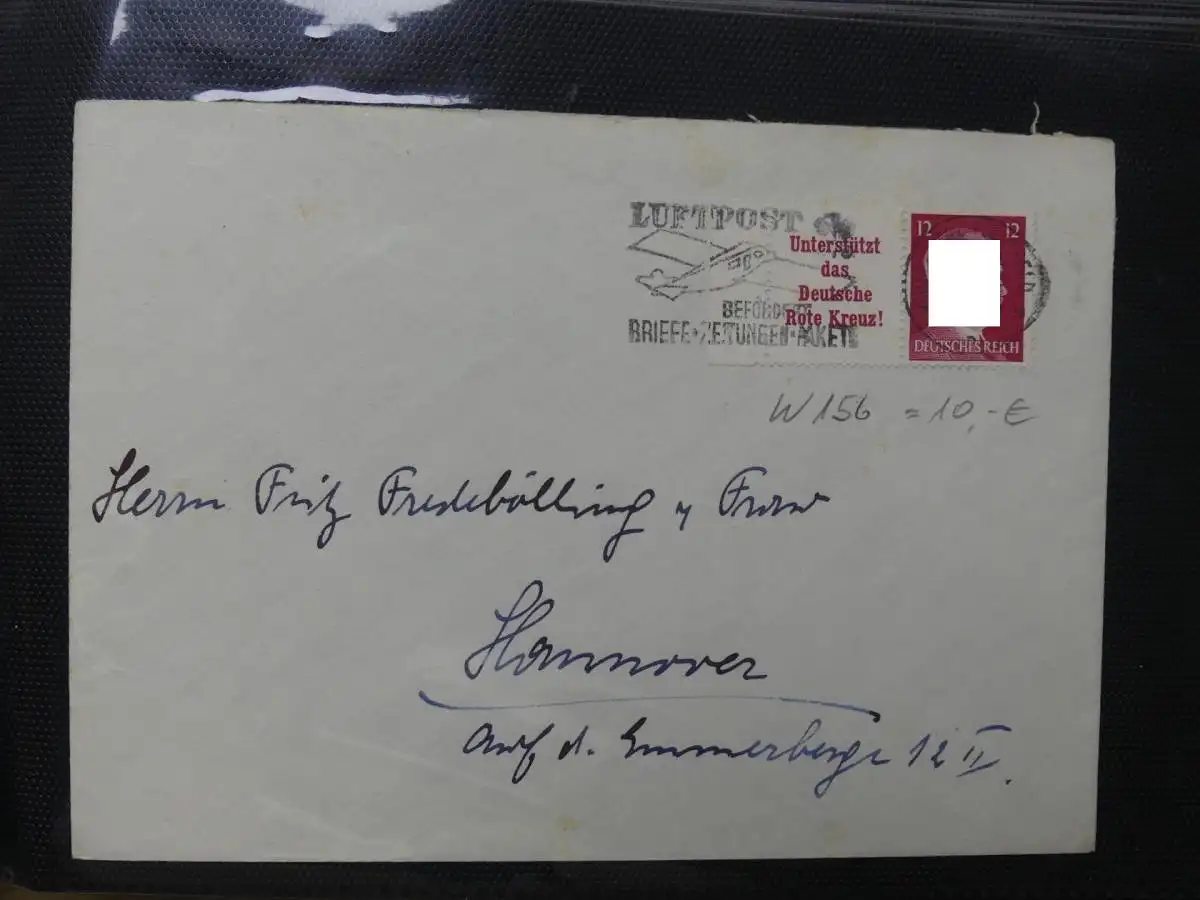 LUFTPOST
BEFÖRDERT
BRIEFE·ZEITUNGEN·PAKETE
Unterstützt
das
Deutsche
Rote Kreuz!
12 12
DEUTSCHES REICH
W 156 = 10,-€
Herrn Fritz Fredebölling u Frau
Hannover
Auf d. Emmerberge 12 II.